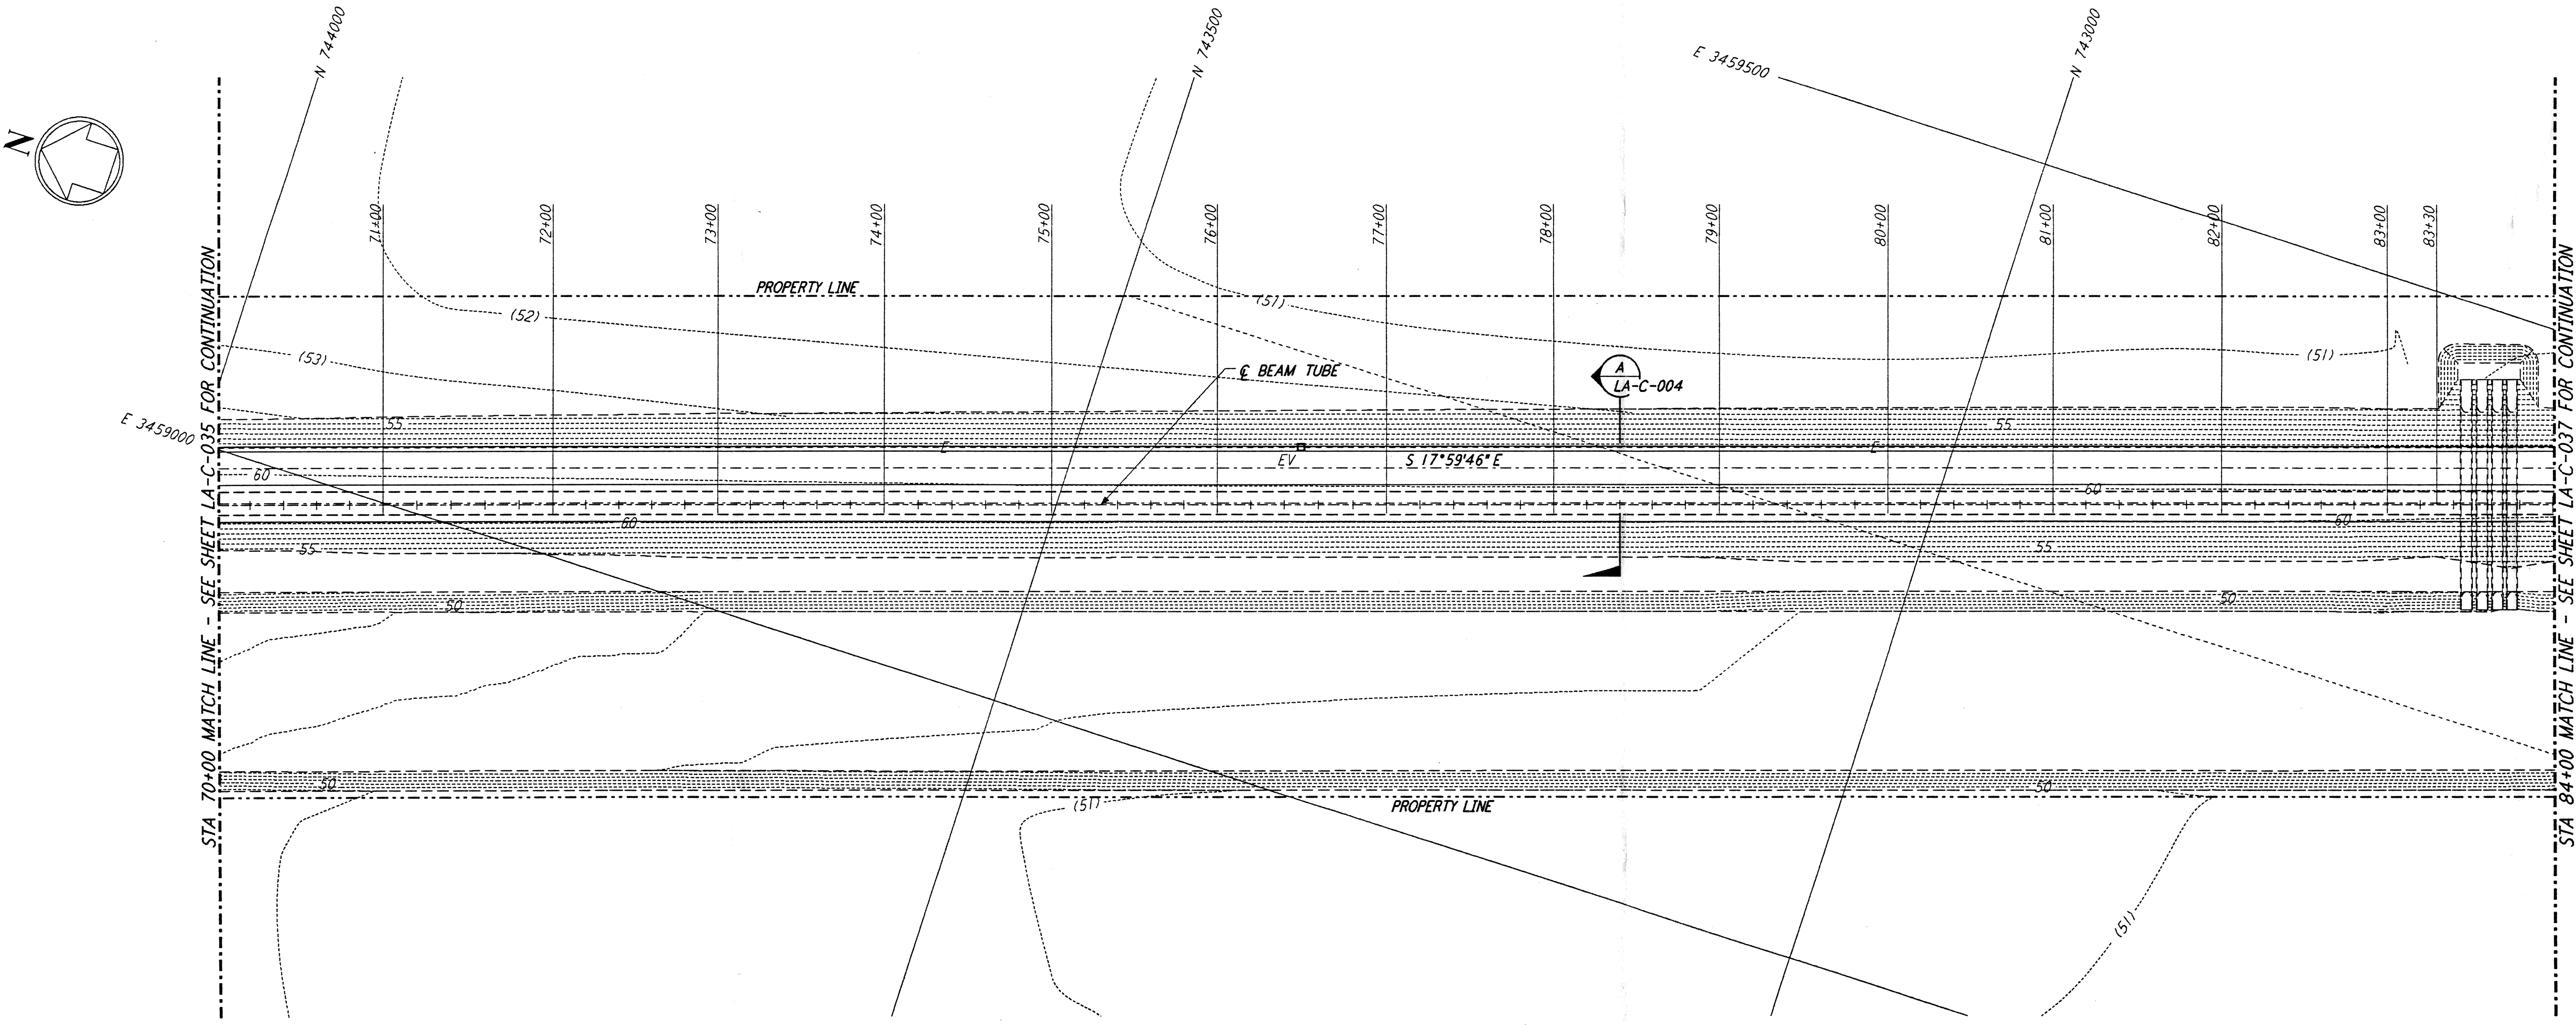 N 744000
N 743500
E 3459500
N 743000
N
71+00
72+00
73+00
74+00
75+00
76+00
77+00
78+00
79+00
80+00
81+00
82+00
83+00
83+30
PROPERTY LINE
(51)
(52)
(53)
(51)
℄ BEAM TUBE
A
LA-C-004
E 3459000
55
55
E
E
EV
S 17°59'46" E
60
60
60
60
55
55
50
50
50
50
(51)
PROPERTY LINE
(51)
STA 70+00 MATCH LINE - SEE SHEET LA-C-035 FOR CONTINUATION
STA 84+00 MATCH LINE - SEE SHEET LA-C-037 FOR CONTINUATION